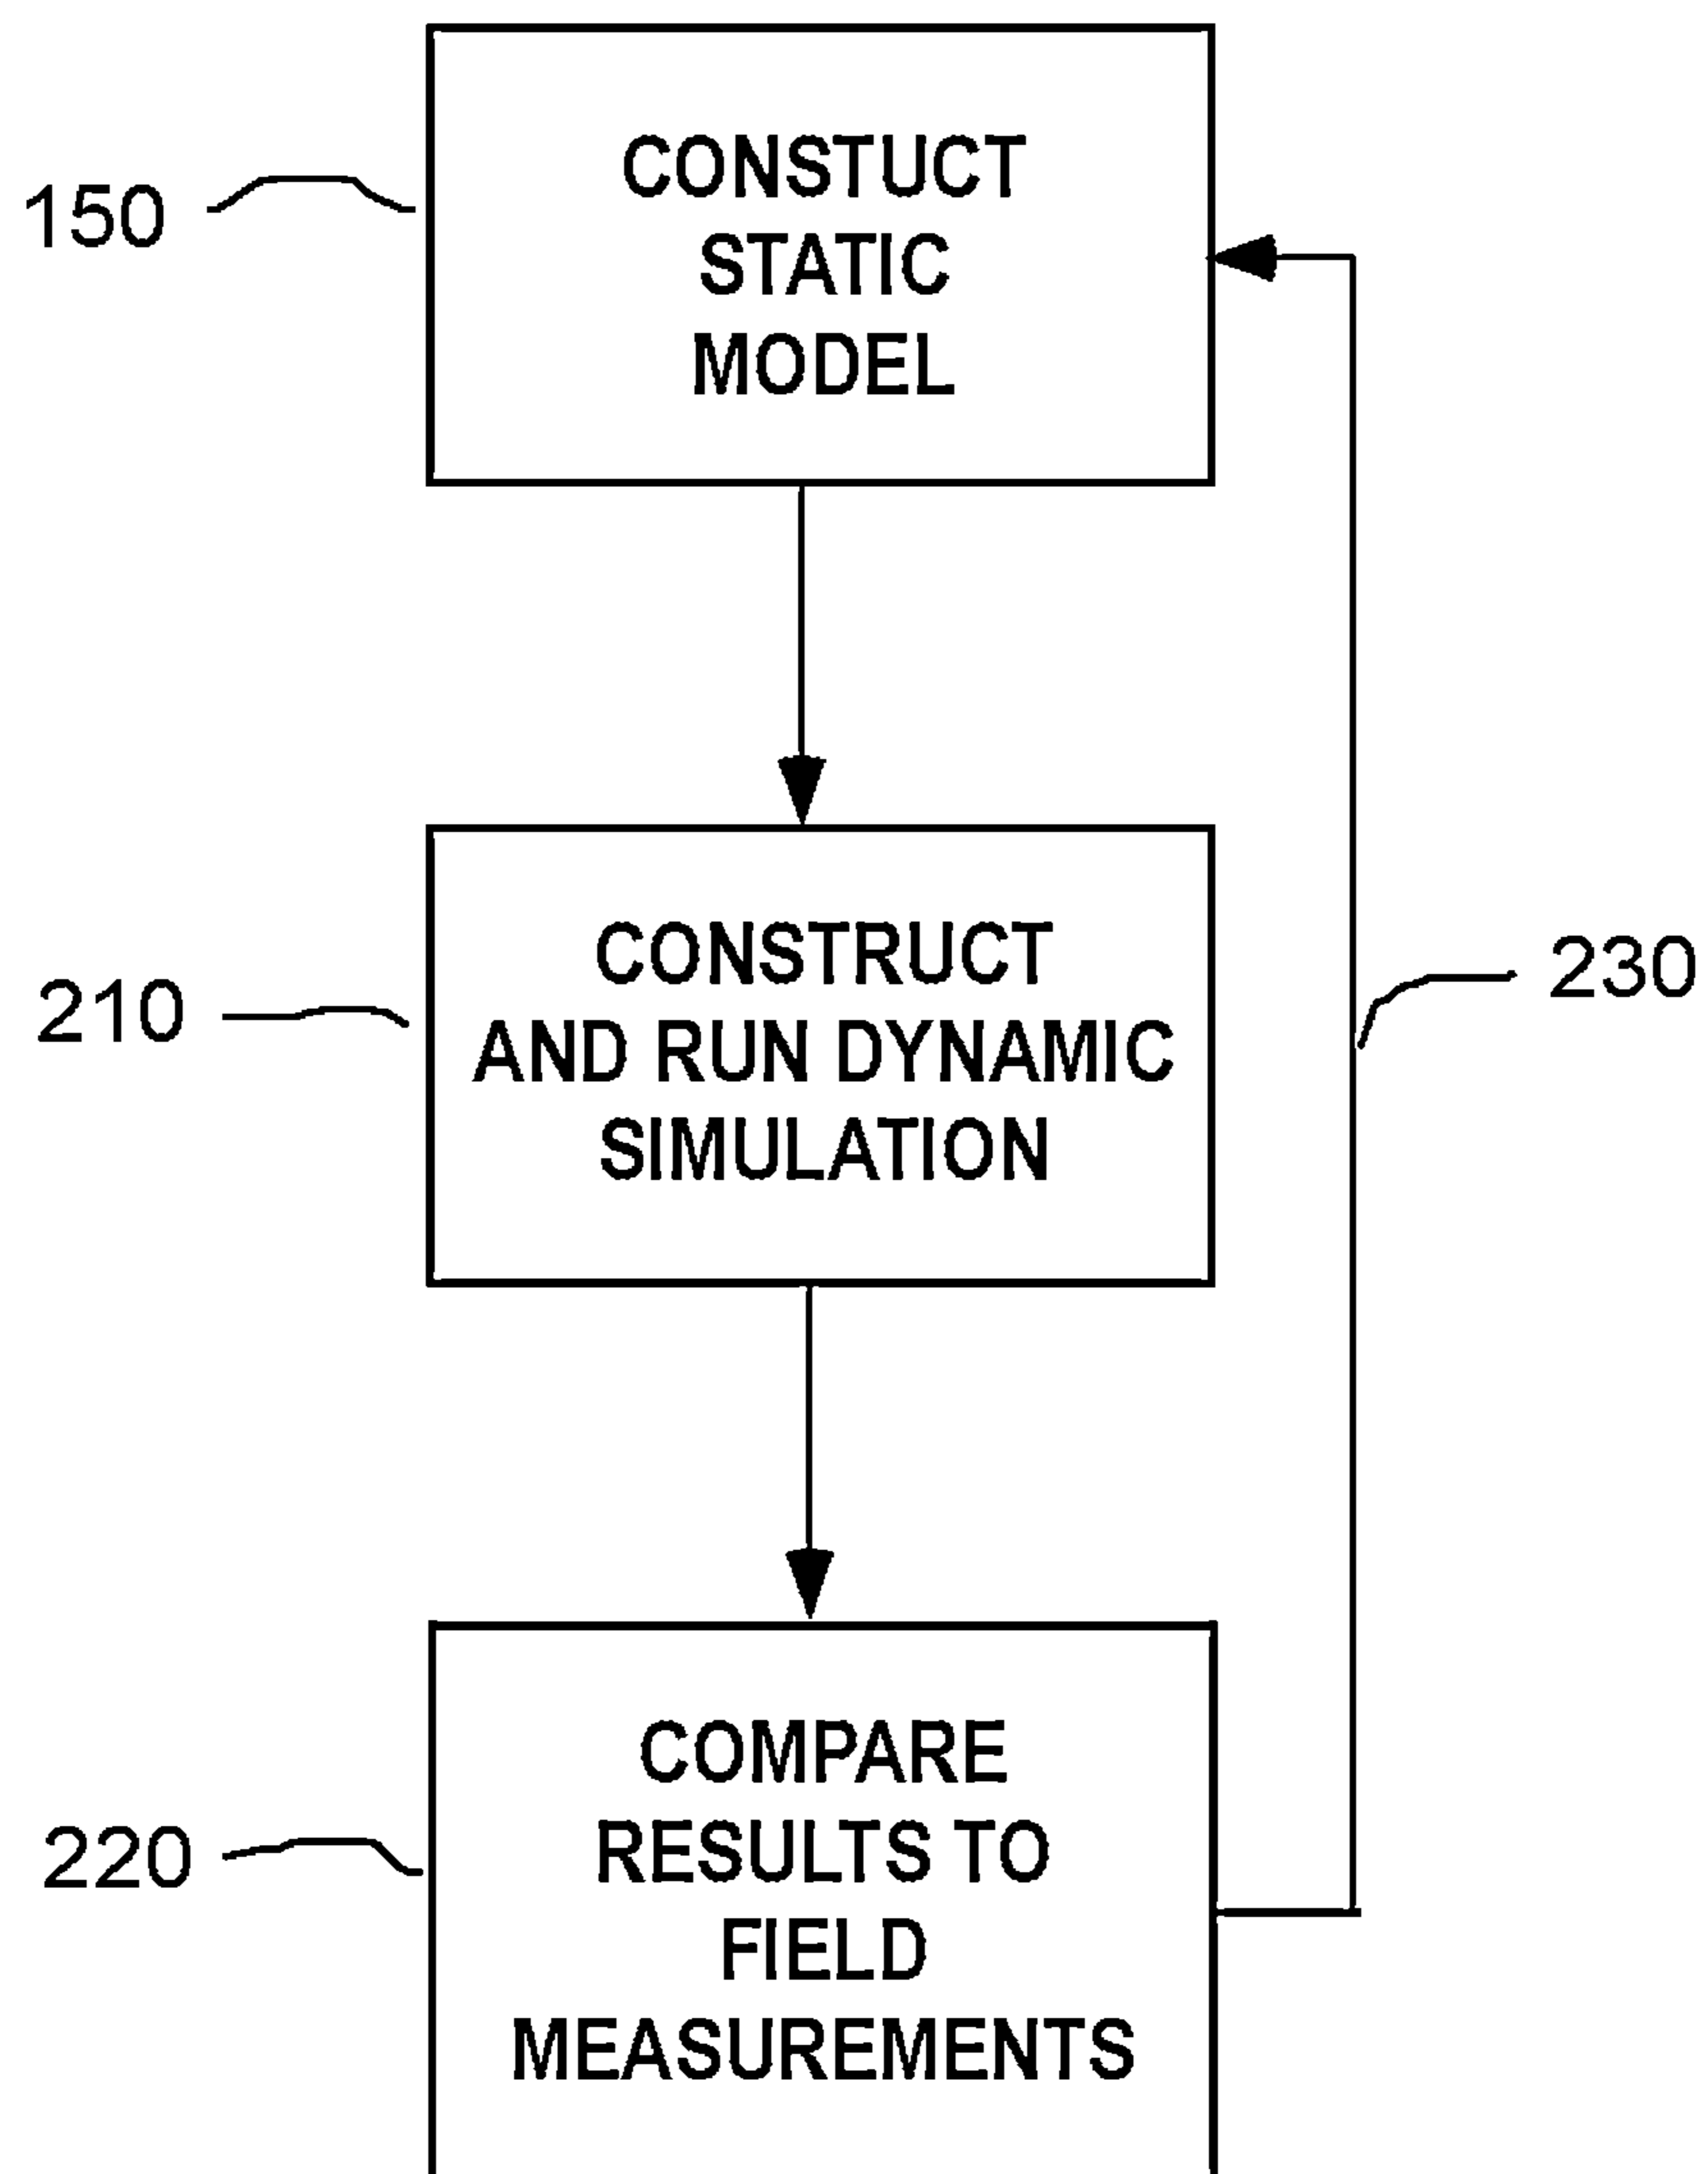 150
CONSTUCT
STATIC
MODEL
210
CONSTRUCT
AND RUN DYNAMIC
SIMULATION
230
220
COMPARE
RESULTS TO
FIELD
MEASUREMENTS